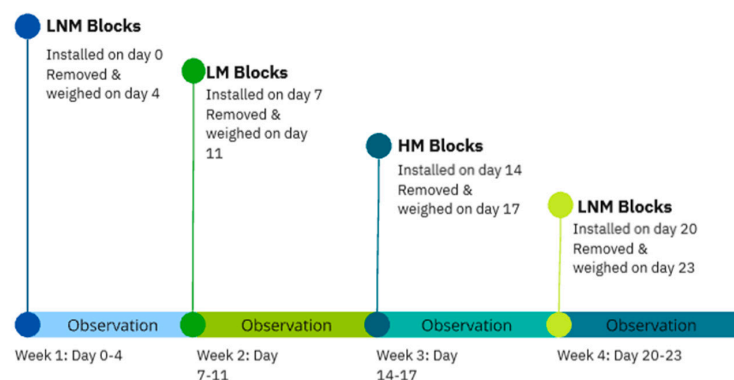 LNM Blocks
Installed on day 0
Removed &
weighed on day 4
LM Blocks
Installed on day 7
Removed &
weighed on day
11
HM Blocks
Installed on day 14
Removed &
weighed on day 17
LNM Blocks
Installed on day 20
Removed &
weighed on day 23
Observation
Observation
Observation
Observation
Week 1: Day 0-4
Week 2: Day
7-11
Week 3: Day
14-17
Week 4: Day 20-23